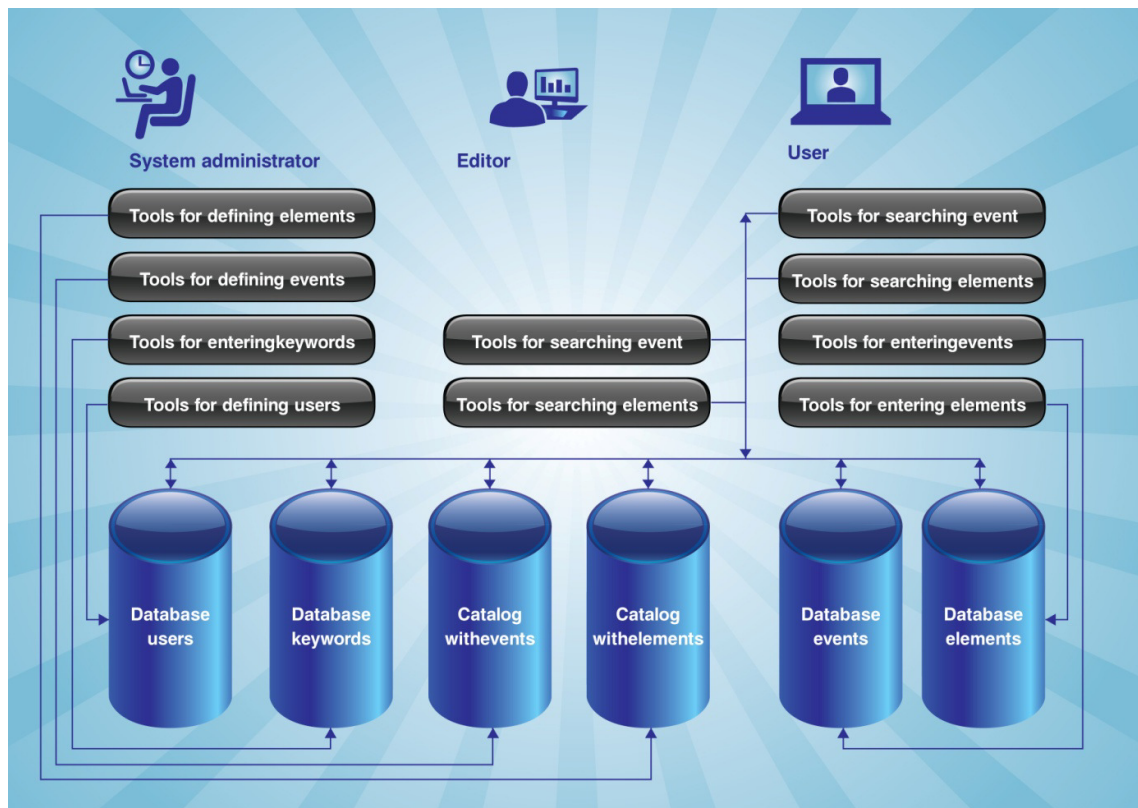 System administrator
Editor
User
Tools for defining elements
Tools for searching event
Tools for defining events
Tools for searching elements
Tools for enteringkeywords
Tools for searching event
Tools for enteringevents
Tools for defining users
Tools for searching elements
Tools for entering elements
Database
users
Database
keywords
Catalog
withevents
Catalog
withelements
Database
events
Database
elements